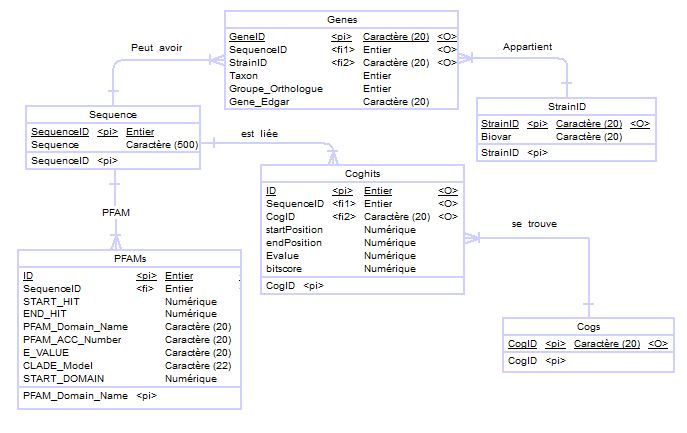 Genes
GeneID <pi> Caractère (20) <O>
SequenceID <fi1> Entier <O>
StrainID <fi2> Caractère (20) <O>
Taxon Entier
Groupe_Orthologue Entier
Gene_Edgar Caractère (20)
Peut avoir
Appartient
Sequence
SequenceID <pi> Entier
Sequence Caractère (500)
SequenceID <pi>
StrainID
StrainID <pi> Caractère (20) <O>
Biovar Caractère (20)
StrainID <pi>
est liée
Coghits
ID <pi> Entier <O>
SequenceID <fi1> Entier <O>
CogID <fi2> Caractère (20) <O>
startPosition Numérique
endPosition Numérique
Evalue Numérique
bitscore Numérique
CogID <pi>
PFAM
se trouve
PFAMs
ID <pi> Entier
SequenceID <fi> Entier
START_HIT Numérique
END_HIT Numérique
PFAM_Domain_Name Caractère (20)
PFAM_ACC_Number Caractère (20)
E_VALUE Caractère (20)
CLADE_Model Caractère (22)
START_DOMAIN Numérique
PFAM_Domain_Name <pi>
Cogs
CogID <pi> Caractère (20) <O>
CogID <pi>